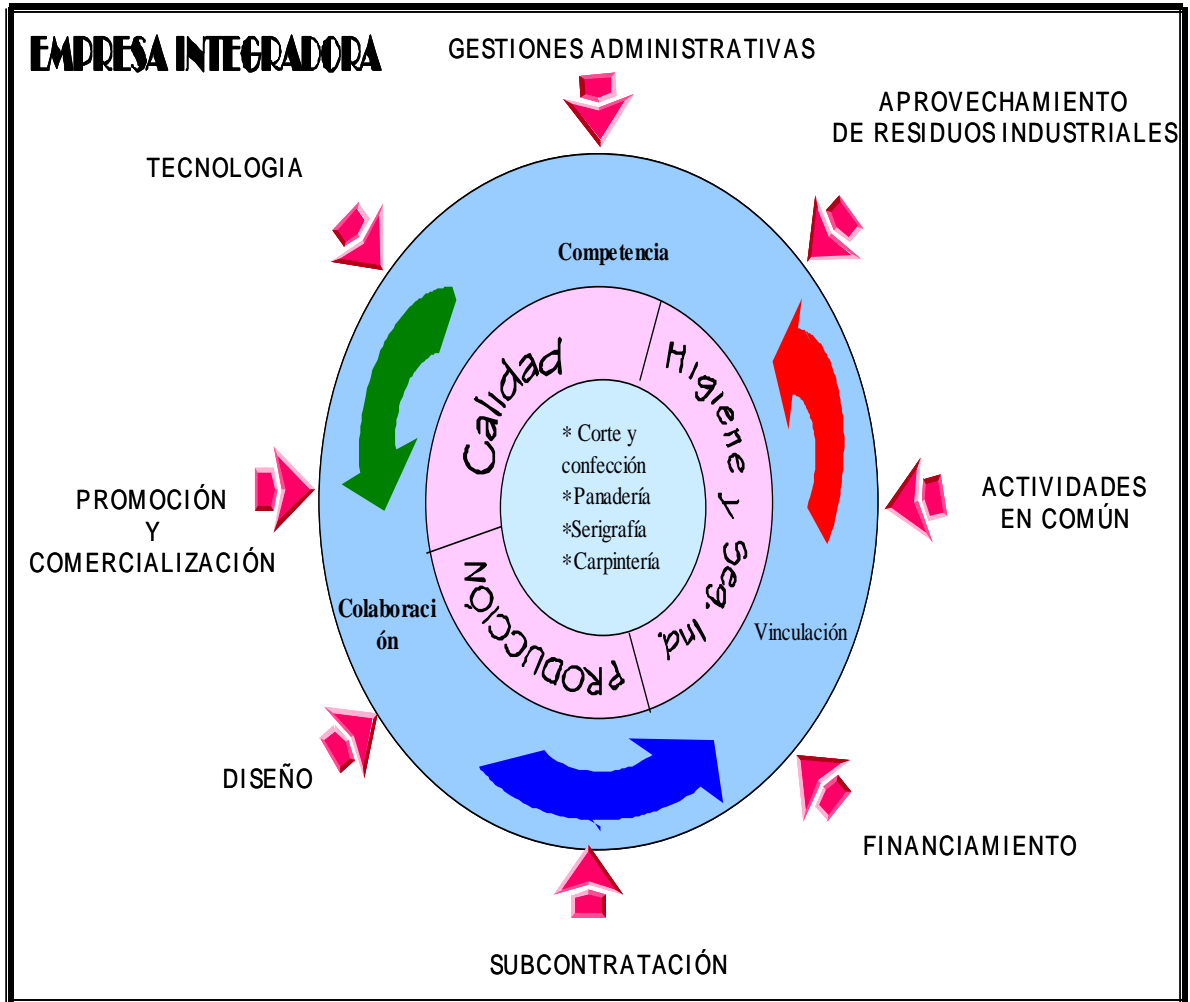 EMPRESA INTEGRADORA
GESTIONES ADMINISTRATIVAS
APROVECHAMIENTO
DE RESIDUOS INDUSTRIALES
TECNOLOGIA
Competencia
Calidad
Higiene y Seg. Ind.
* Corte y
confección
*Panadería
*Serigrafía
*Carpintería
PROMOCIÓN
Y
COMERCIALIZACIÓN
ACTIVIDADES
EN COMÚN
PRODUCCIÓN
Colaboraci
ón
Vinculación
DISEÑO
FINANCIAMIENTO
SUBCONTRATACIÓN